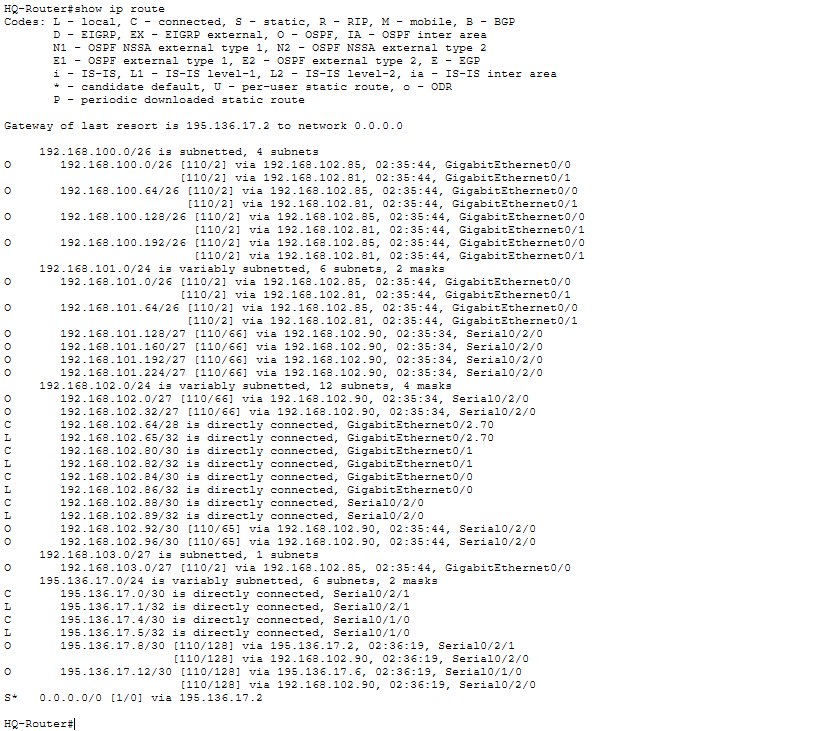 HQ-Router#show ip route
Codes: L - local, C - connected, S - static, R - RIP, M - mobile, B - BGP
D - EIGRP, EX - EIGRP external, O - OSPF, IA - OSPF inter area
N1 - OSPF NSSA external type 1, N2 - OSPF NSSA external type 2
E1 - OSPF external type 1, E2 - OSPF external type 2, E - EGP
i - IS-IS, L1 - IS-IS level-1, L2 - IS-IS level-2, ia - IS-IS inter area
* - candidate default, U - per-user static route, o - ODR
P - periodic downloaded static route
Gateway of last resort is 195.136.17.2 to network 0.0.0.0
192.168.100.0/26 is subnetted, 4 subnets
O 192.168.100.0/26 [110/2] via 192.168.102.85, 02:35:44, GigabitEthernet0/0
[110/2] via 192.168.102.81, 02:35:44, GigabitEthernet0/1
O 192.168.100.64/26 [110/2] via 192.168.102.85, 02:35:44, GigabitEthernet0/0
[110/2] via 192.168.102.81, 02:35:44, GigabitEthernet0/1
O 192.168.100.128/26 [110/2] via 192.168.102.85, 02:35:44, GigabitEthernet0/0
[110/2] via 192.168.102.81, 02:35:44, GigabitEthernet0/1
O 192.168.100.192/26 [110/2] via 192.168.102.85, 02:35:44, GigabitEthernet0/0
[110/2] via 192.168.102.81, 02:35:44, GigabitEthernet0/1
192.168.101.0/24 is variably subnetted, 6 subnets, 2 masks
O 192.168.101.0/26 [110/2] via 192.168.102.85, 02:35:44, GigabitEthernet0/0
[110/2] via 192.168.102.81, 02:35:44, GigabitEthernet0/1
O 192.168.101.64/26 [110/2] via 192.168.102.85, 02:35:44, GigabitEthernet0/0
[110/2] via 192.168.102.81, 02:35:44, GigabitEthernet0/1
O 192.168.101.128/27 [110/66] via 192.168.102.90, 02:35:34, Serial0/2/0
O 192.168.101.160/27 [110/66] via 192.168.102.90, 02:35:34, Serial0/2/0
O 192.168.101.192/27 [110/66] via 192.168.102.90, 02:35:34, Serial0/2/0
O 192.168.101.224/27 [110/66] via 192.168.102.90, 02:35:34, Serial0/2/0
192.168.102.0/24 is variably subnetted, 12 subnets, 4 masks
O 192.168.102.0/27 [110/66] via 192.168.102.90, 02:35:34, Serial0/2/0
O 192.168.102.32/27 [110/66] via 192.168.102.90, 02:35:34, Serial0/2/0
C 192.168.102.64/28 is directly connected, GigabitEthernet0/2.70
L 192.168.102.65/32 is directly connected, GigabitEthernet0/2.70
C 192.168.102.80/30 is directly connected, GigabitEthernet0/1
L 192.168.102.82/32 is directly connected, GigabitEthernet0/1
C 192.168.102.84/30 is directly connected, GigabitEthernet0/0
L 192.168.102.86/32 is directly connected, GigabitEthernet0/0
C 192.168.102.88/30 is directly connected, Serial0/2/0
L 192.168.102.89/32 is directly connected, Serial0/2/0
O 192.168.102.92/30 [110/65] via 192.168.102.90, 02:35:44, Serial0/2/0
O 192.168.102.96/30 [110/65] via 192.168.102.90, 02:35:44, Serial0/2/0
192.168.103.0/27 is subnetted, 1 subnets
O 192.168.103.0/27 [110/2] via 192.168.102.85, 02:35:44, GigabitEthernet0/0
195.136.17.0/24 is variably subnetted, 6 subnets, 2 masks
C 195.136.17.0/30 is directly connected, Serial0/2/1
L 195.136.17.1/32 is directly connected, Serial0/2/1
C 195.136.17.4/30 is directly connected, Serial0/1/0
L 195.136.17.5/32 is directly connected, Serial0/1/0
O 195.136.17.8/30 [110/128] via 195.136.17.2, 02:36:19, Serial0/2/1
[110/128] via 192.168.102.90, 02:36:19, Serial0/2/0
O 195.136.17.12/30 [110/128] via 195.136.17.6, 02:36:19, Serial0/1/0
[110/128] via 192.168.102.90, 02:36:19, Serial0/2/0
S* 0.0.0.0/0 [1/0] via 195.136.17.2
HQ-Router#